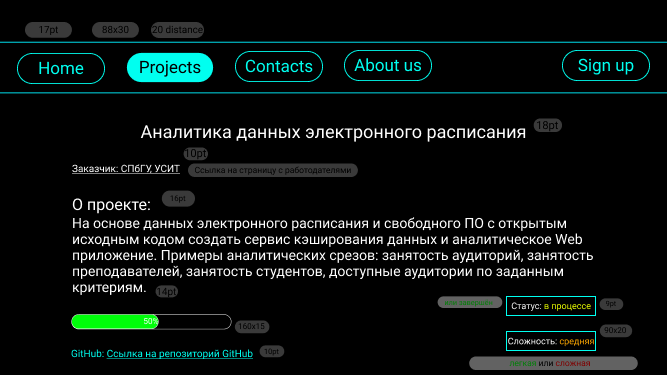 17pt 88x30 20 distance
Home Projects Contacts About us Sign up
Аналитика данных электронного расписания 18pt
10pt
Заказчик: СПбГУ, УСИТ Ссылка на страницу с работодателями
О проекте: 16pt
На основе данных электронного расписания и свободного ПО с открытым
исходным кодом создать сервис кэширования данных и аналитическое Web
приложение. Примеры аналитических срезов: занятость аудиторий, занятость
преподавателей, занятость студентов, доступные аудитории по заданным
критериям. 14pt
или завершён Статус: в процессе 9pt
50% 160x15
90x20
Сложность: средняя
GitHub: Ссылка на репозиторий GitHub 10pt
легкая или сложная